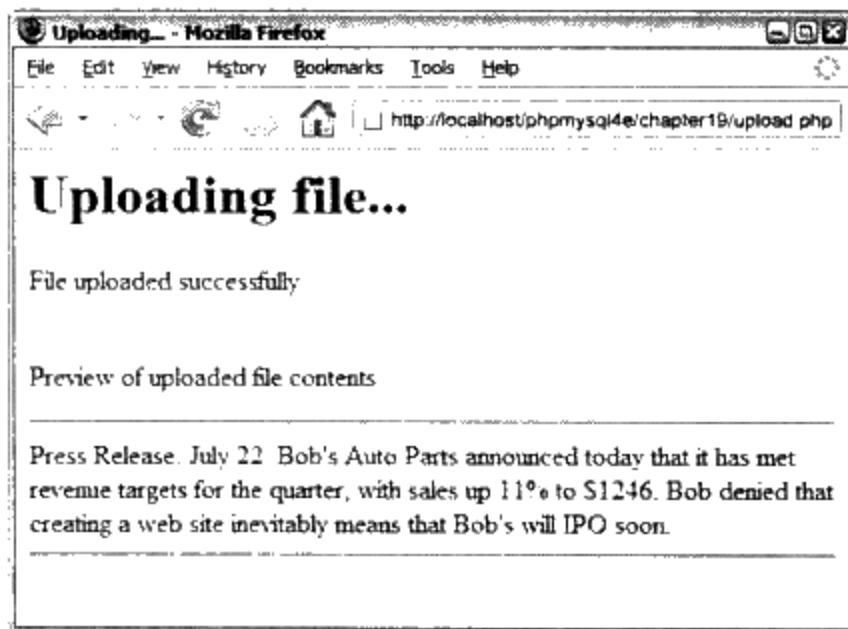 Uploading... - Mozilla Firefox
File Edit View History Bookmarks Tools Help
http://localhost/phpmysql4e/chapter19/upload.php
Uploading file...
File uploaded successfully
Preview of uploaded file contents
Press Release. July 22 Bob's Auto Parts announced today that it has met
revenue targets for the quarter, with sales up 11% to $1246. Bob denied that
creating a web site inevitably means that Bob's will IPO soon.